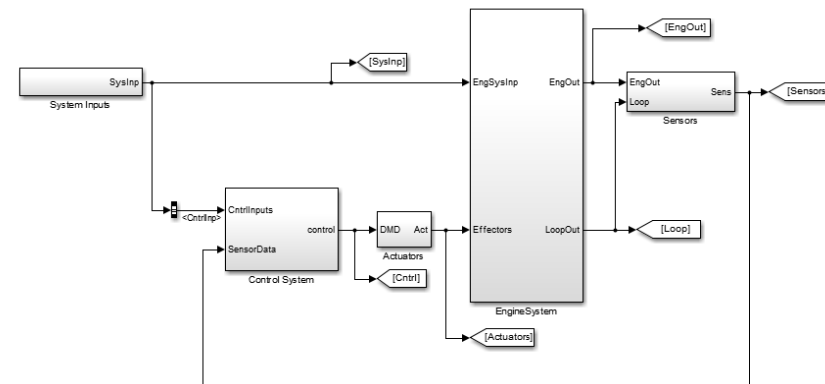 [EngOut]
[SysInp]
SysInp
EngSysInp
EngOut
EngOut
Sens
[Sensors
System Inputs
Loop
Sensors
<CntrlInp>
CntrlInputs
control
DMD
Act
Effectors
LoopOut
[Loop]
SensorData
Actuators
Control System
[Cntrl]
EngineSystem
[Actuators]